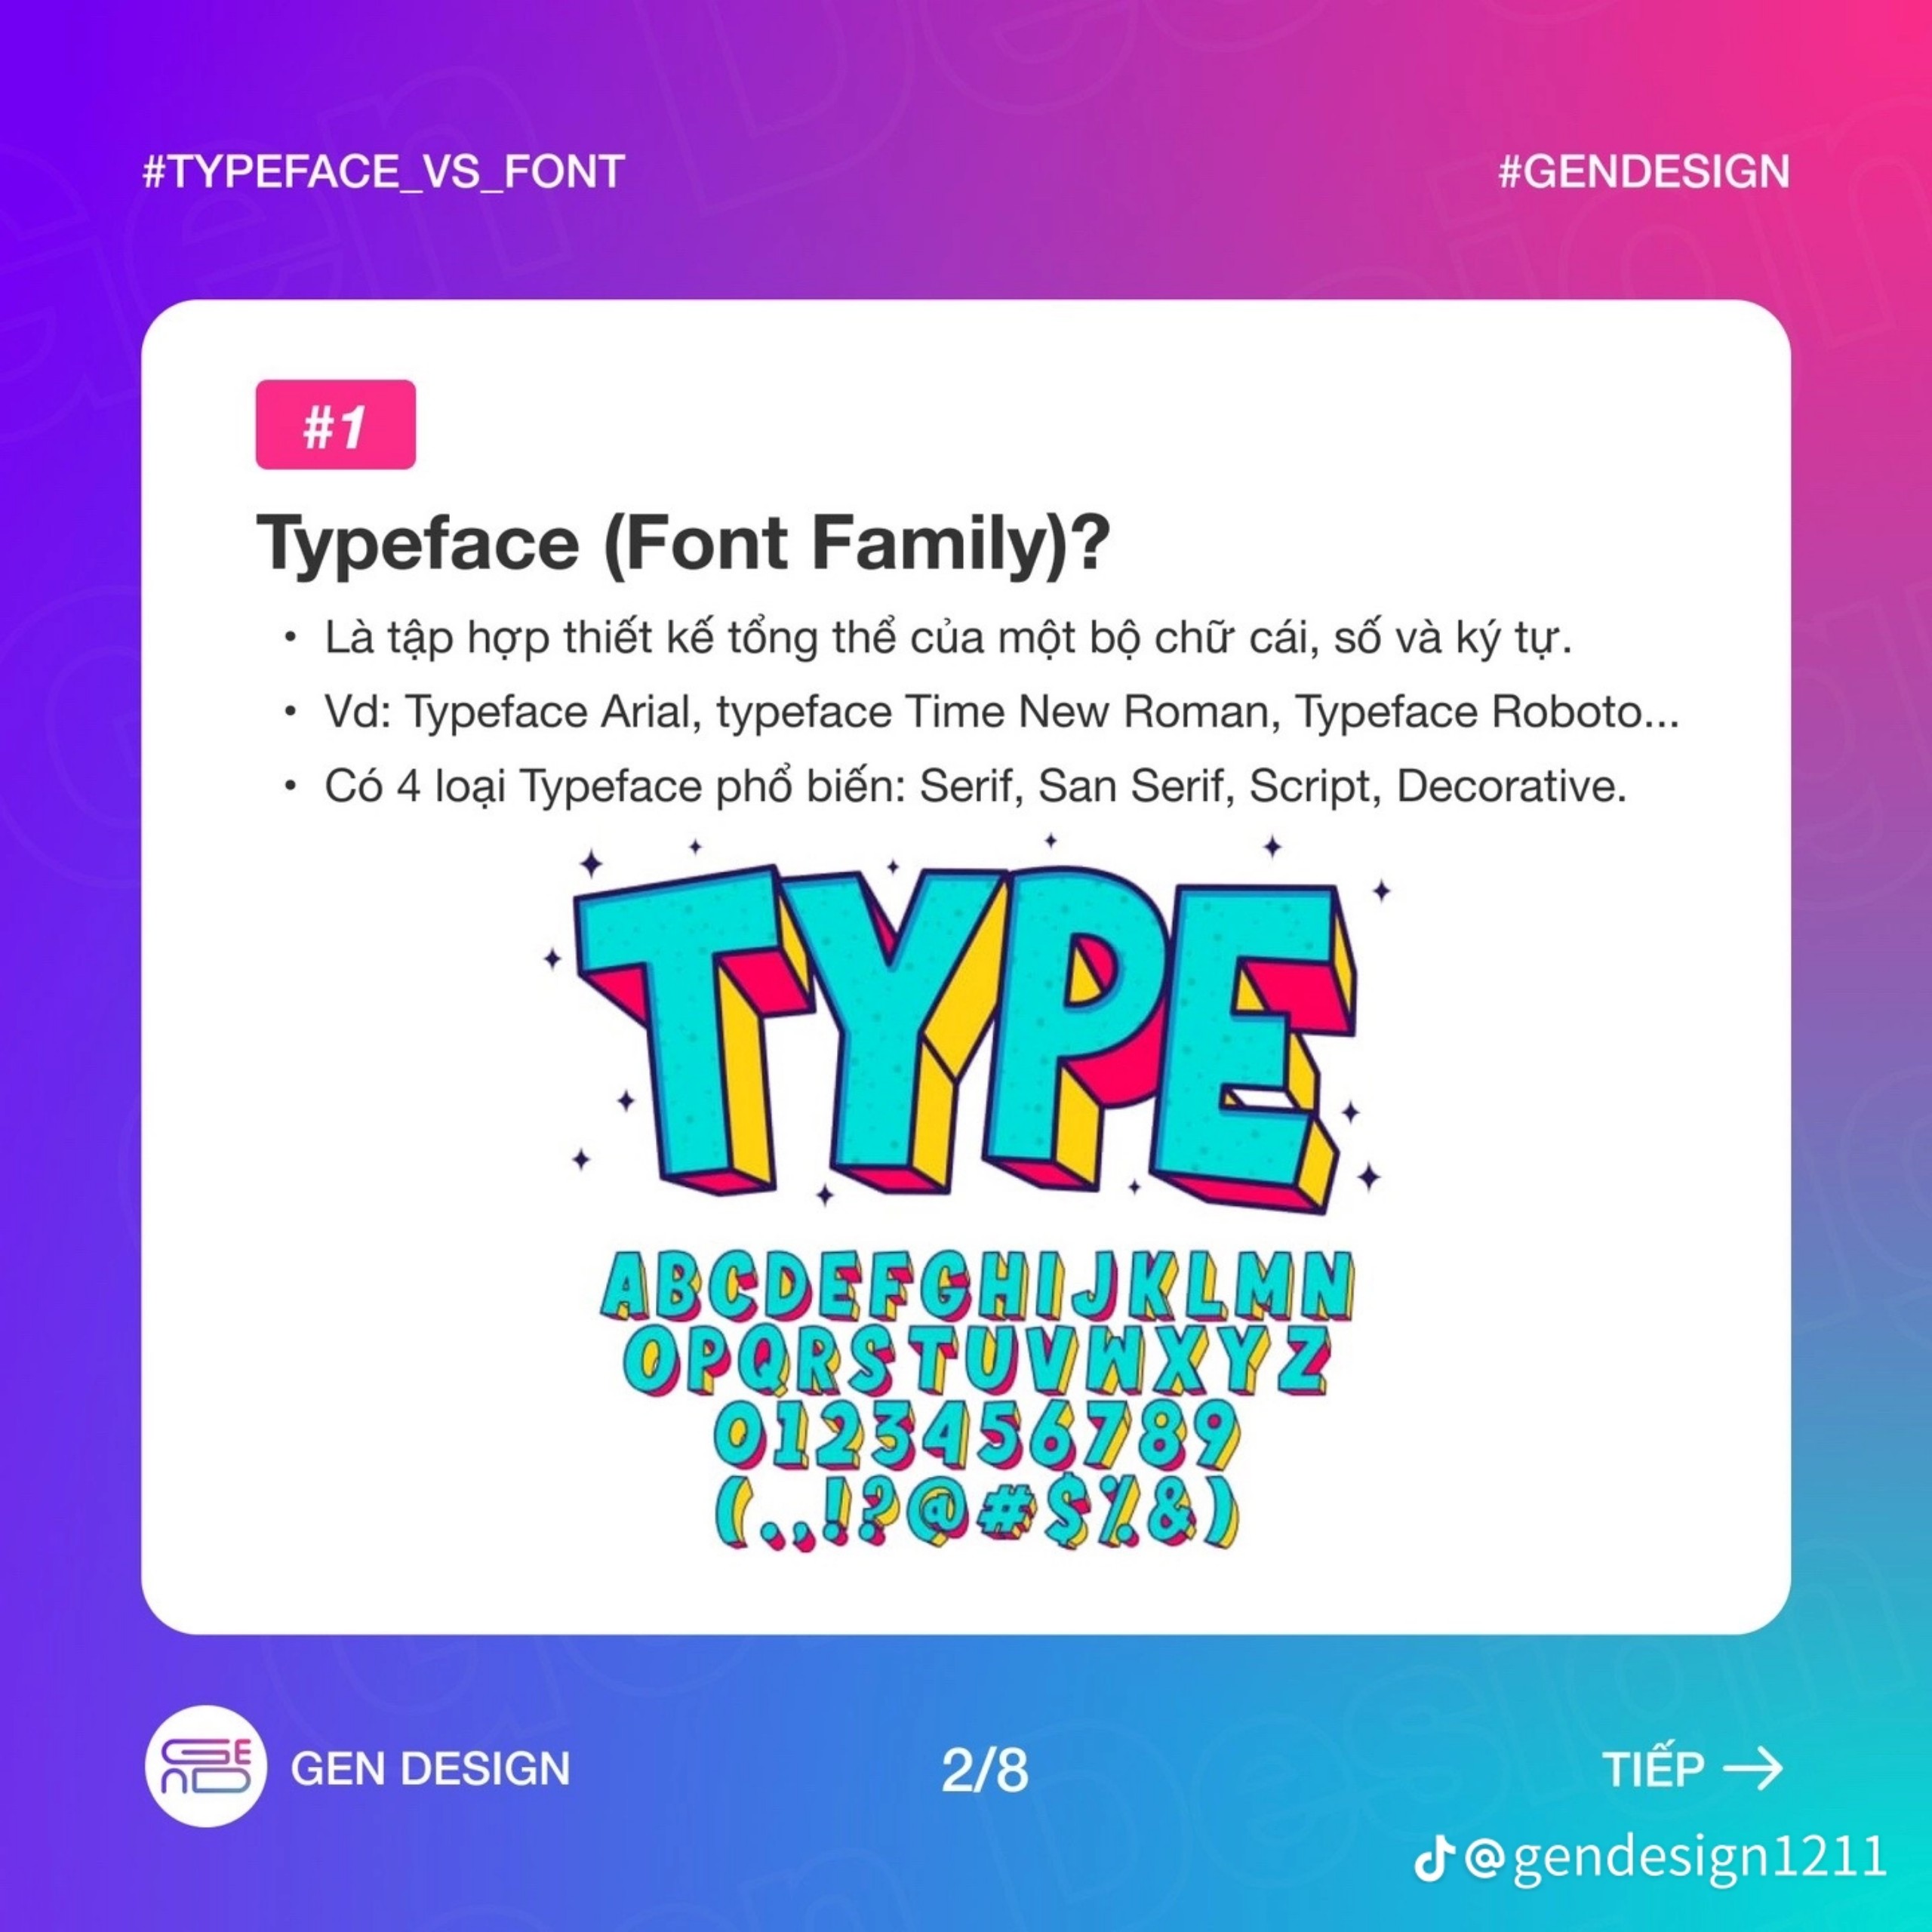 #TYPEFACE_VS_FONT
#GENDESIGN
#1
Typeface (Font Family)?
• Là tập hợp thiết kế tổng thể của một bộ chữ cái, số và ký tự.
• Vd: Typeface Arial, typeface Time New Roman, Typeface Roboto...
• Có 4 loại Typeface phổ biến: Serif, San Serif, Script, Decorative.
TYPE
ABCDEFGHIJKLMN
OPQRSTUVWXYZ
0123456789
(.,!?@#$%&)
GEN DESIGN
2/8
TIẾP →
@gendesign1211